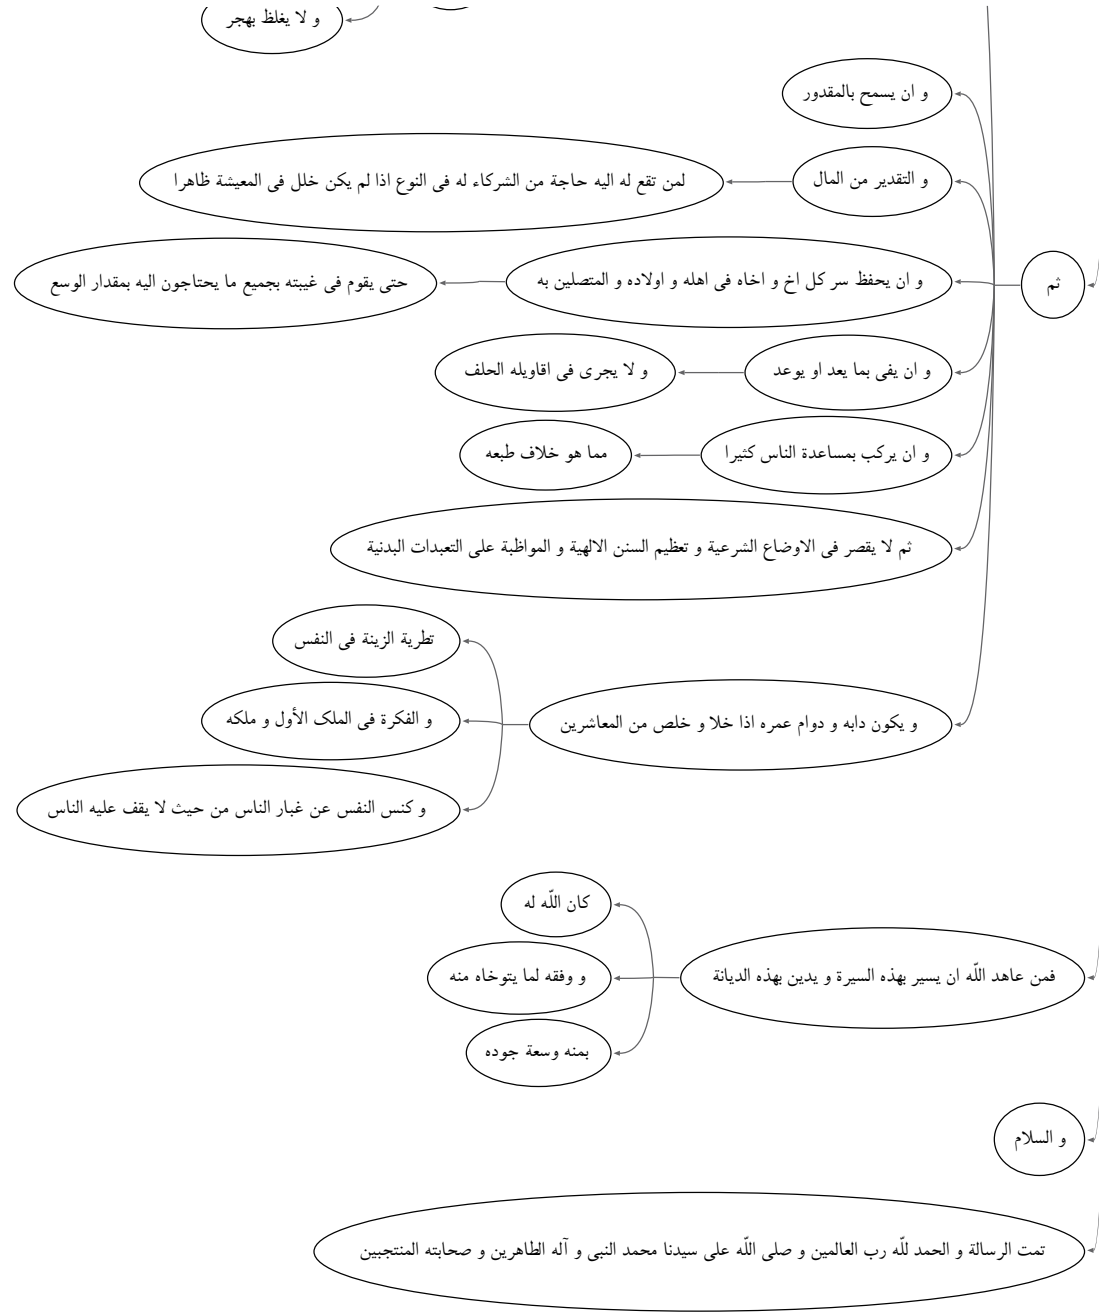 و لا يغلظ بهجر
و ان يسمح بالمقدور
و التقدير من المال
لمن تقع له اليه حاجة من الشركاء له فى النوع اذا لم يكن خلل فى المعيشة ظاهرا
ثم
و ان يحفظ سر كل اخ و اخاه فى اهله و اولاده و المتصلين به
حتى يقوم فى غيبته بجميع ما يحتاجون اليه بمقدار الوسع
و ان يفى بما يعد او يوعد
و لا يجرى فى اقاويله الحلف
و ان يركب بمساعدة الناس كثيرا
مما هو خلاف طبعه
ثم لا يقصر فى الاوضاع الشرعية و تعظيم السنن الالهية و المواظبة على التعبدات البدنية
و يكون دابه و دوام عمره اذا خلا و خلص من المعاشرين
تطرية الزينة فى النفس
و الفكرة فى الملک الأول و ملكه
و كنس النفس عن غبار الناس من حيث لا يقف عليه الناس
فمن عاهد اللّه ان يسير بهذه السيرة و يدين بهذه الديانة
كان اللّه له
و وفقه لما يتوخاه منه
بمنه وسعة جوده
و السلام
تمت الرسالة و الحمد للّه رب العالمين و صلى اللّه على سيدنا محمد النبى و آله الطاهرين و صحابته المنتجبين